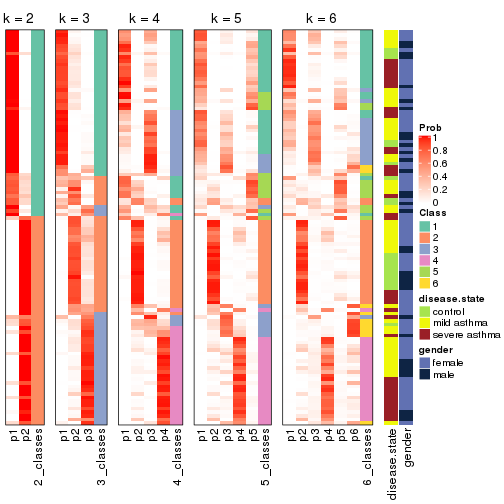 k = 2
k = 3
k = 4
k = 5
k = 6
Prob
1
0.8
0.6
0.4
0.2
0
Class
1
2
3
4
5
6
disease.state
control
mild asthma
severe asthma
gender
female
male
p1
p2
2_classes
p1
p2
p3
3_classes
p1
p2
p3
p4
4_classes
p1
p2
p3
p4
p5
5_classes
p1
p2
p3
p4
p5
p6
6_classes
disease.state
gender